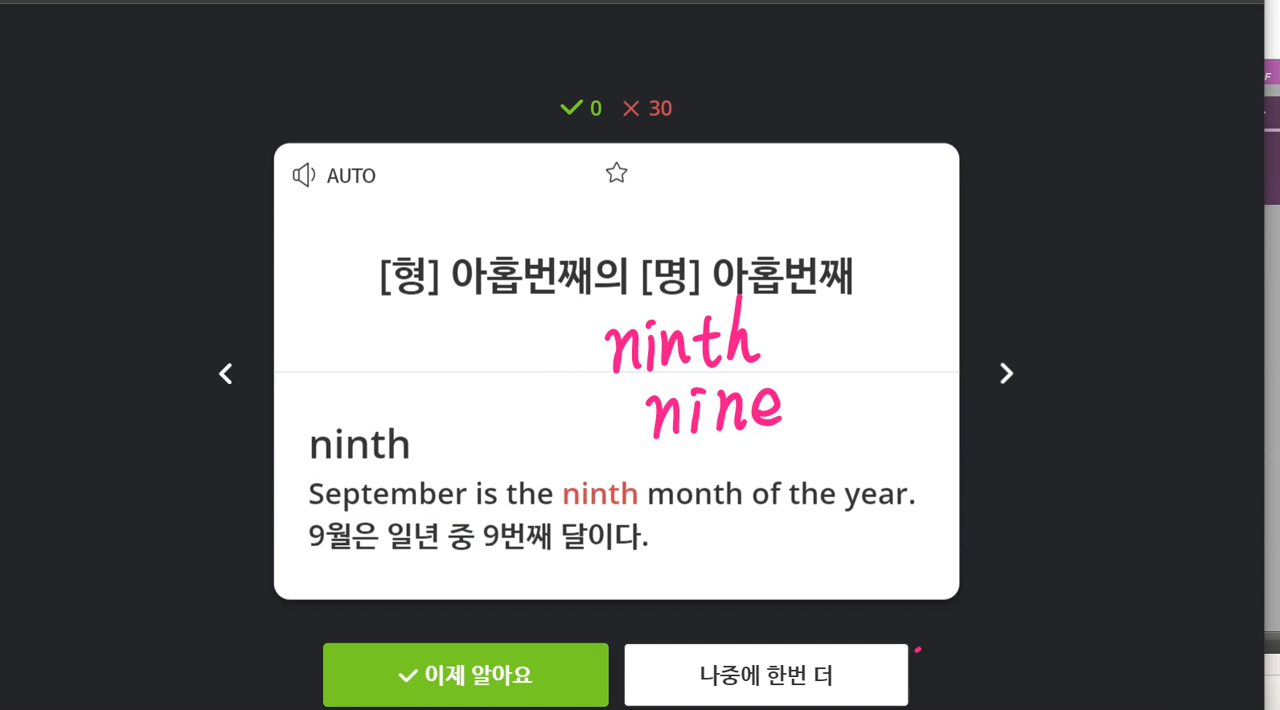 0 30
AUTO
[형] 아홉번째의 [명] 아홉번째
ninth
nine
ninth
September is the ninth month of the year.
9월은 일년 중 9번째 달이다.
이제 알아요
나중에 한번 더
F